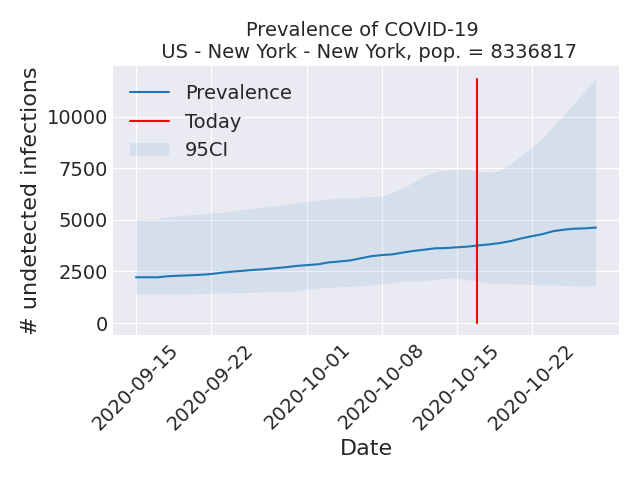 Prevalence of COVID-19
US - New York - New York, pop. = 8336817
# undetected infections
10000
7500
5000
2500
0
Prevalence
Today
95CI
2020-09-15
2020-09-22
2020-10-01
2020-10-08
2020-10-15
2020-10-22
Date